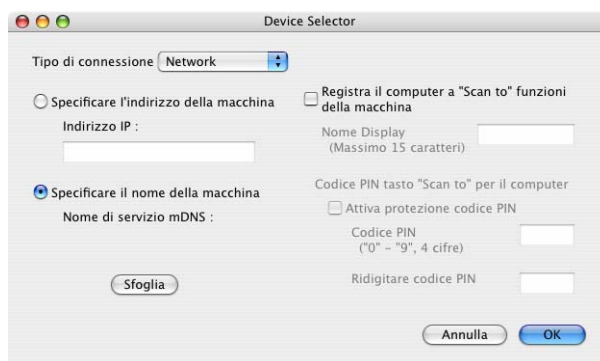 Device Selector
Tipo di connessione Network
Specificare l'indirizzo della macchina
Indirizzo IP :
Specificare il nome della macchina
Nome di servizio mDNS :
Sfoglia
Registra il computer a "Scan to" funzioni
della macchina
Nome Display
(Massimo 15 caratteri)
Codice PIN tasto "Scan to" per il computer
Attiva protezione codice PIN
Codice PIN
("0" – "9", 4 cifre)
Ridigitare codice PIN
Annulla
OK